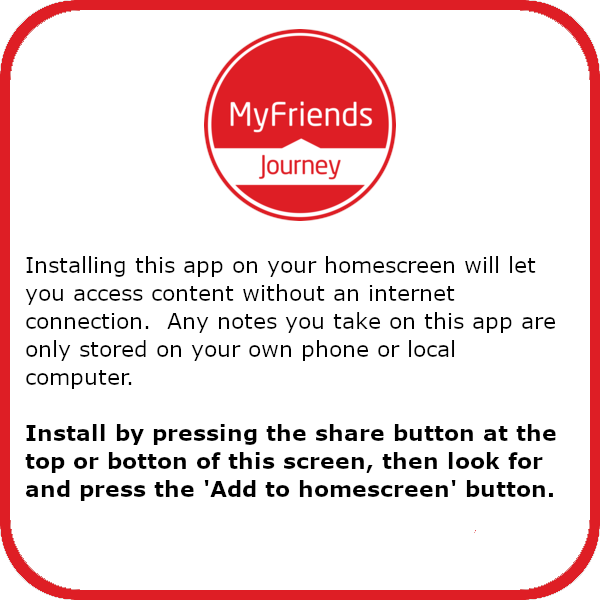 MyFriends
Journey
Installing this app on your homescreen will let
you access content without an internet
connection.  Any notes you take on this app are
only stored on your own phone or local
computer.
Install by pressing the share button at the
top or botton of this screen, then look for
and press the 'Add to homescreen' button.